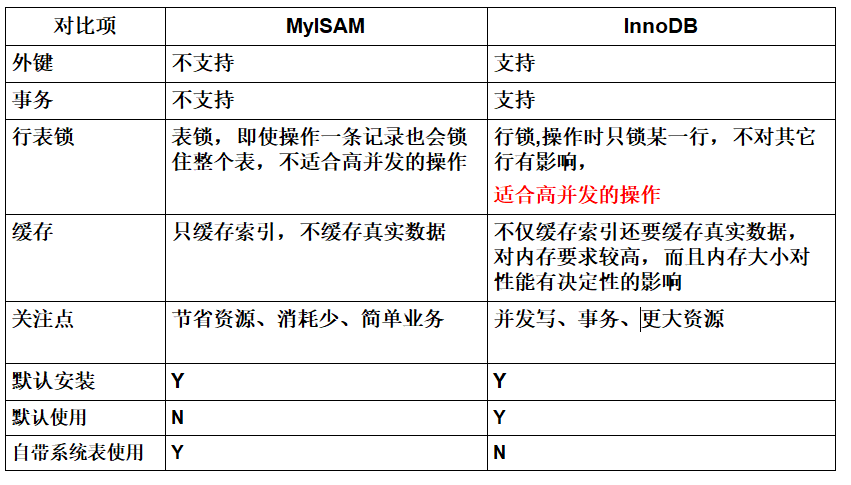 对比项 MyISAM InnoDB
外键 不支持 支持
事务 不支持 支持
行表锁 表锁，即使操作一条记录也会锁 行锁,操作时只锁某一行，不对其它
住整个表，不适合高并发的操作 行有影响，
适合高并发的操作
缓存 只缓存索引，不缓存真实数据 不仅缓存索引还要缓存真实数据，
对内存要求较高，而且内存大小对
性能有决定性的影响
关注点 节省资源、消耗少、简单业务 并发写、事务、更大资源
默认安装 Y Y
默认使用 N Y
自带系统表使用 Y N